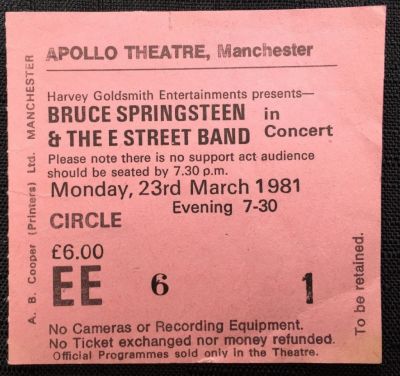 APOLLO THEATRE, Manchester
Harvey Goldsmith Entertainments presents—
BRUCE SPRINGSTEEN in
& THE E STREET BAND Concert
Please note there is no support act audience
should be seated by 7.30 p.m.
Monday, 23rd March 1981
Evening 7-30
CIRCLE
£6.00
EE 6 1
No Cameras or Recording Equipment.
No Ticket exchanged nor money refunded.
Official Programmes sold only in the Theatre.
A. B. Cooper (Printers) Ltd. MANCHESTER
To be retained.